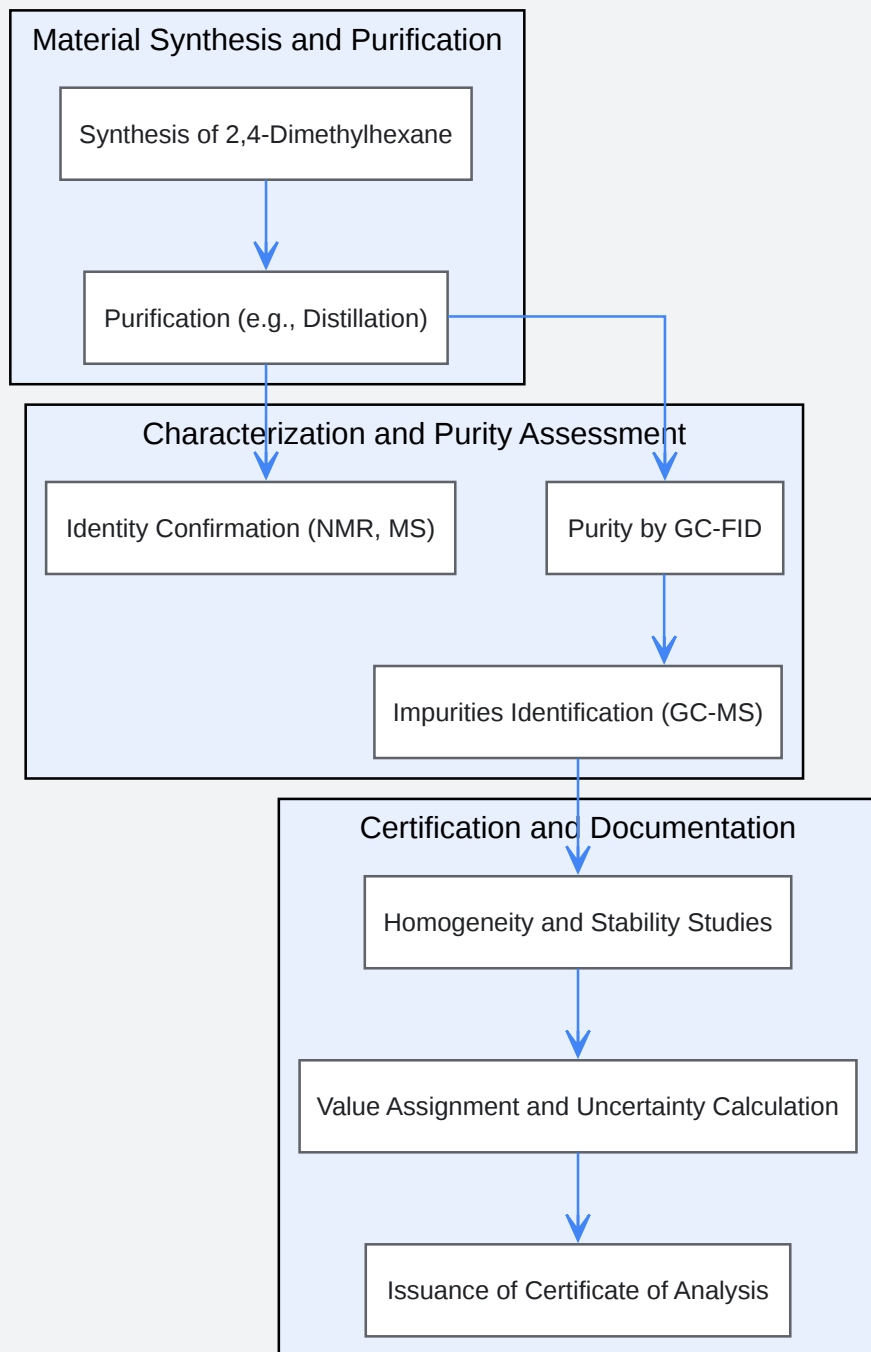 Material Synthesis and Purification
Synthesis of 2,4-Dimethylhexane
Purification (e.g., Distillation)
Characterization and Purity Assessment
Identity Confirmation (NMR, MS)
Purity by GC-FID
Impurities Identification (GC-MS)
Certification and Documentation
Homogeneity and Stability Studies
Value Assignment and Uncertainty Calculation
Issuance of Certificate of Analysis